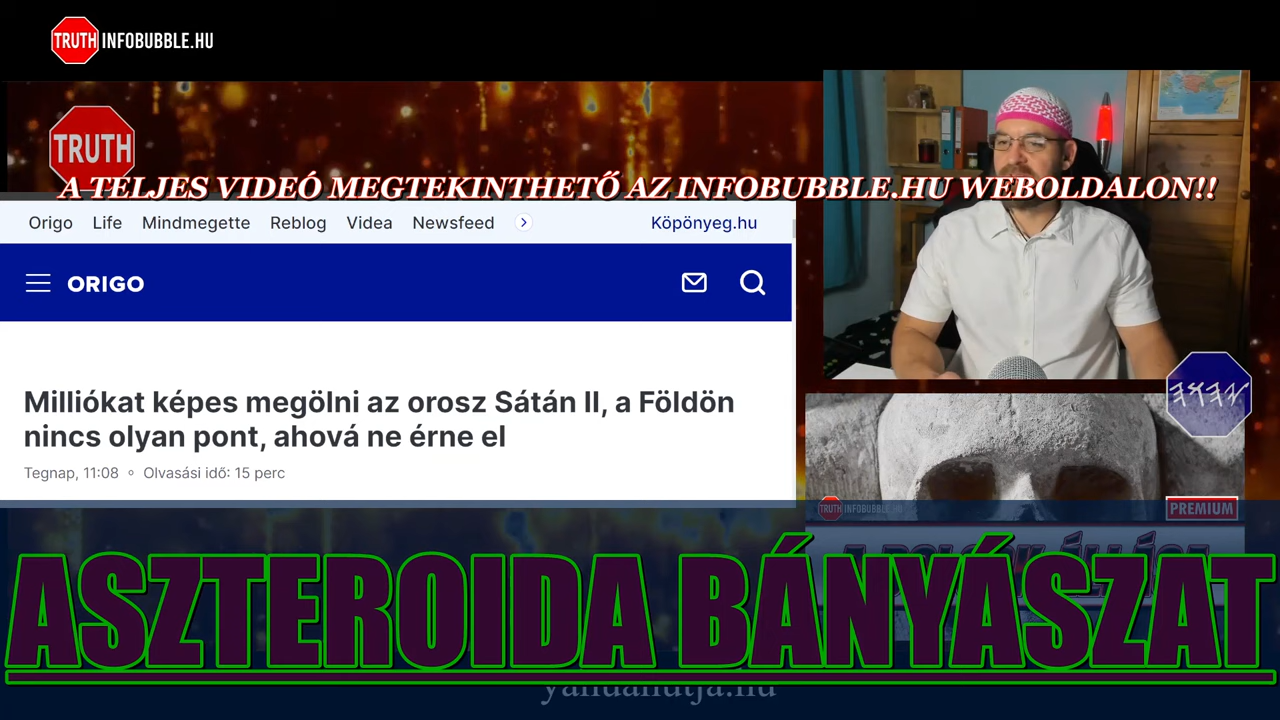 TRUTH INFOBUBBLE.HU
TRUTH
A TELJES VIDEÓ MEGTEKINTHETŐ AZ INFOBUBBLE.HU WEBOLDALON!!
Origo Life Mindmegette Reblog Videa Newsfeed Köpönyeg.hu
ORIGO
Milliókat képes megölni az orosz Sátán II, a Földön
nincs olyan pont, ahová ne érne el
Tegnap, 11:08 ∘ Olvasási idő: 15 perc
TRUTH INFOBUBBLE.HU
PREMIUM
ASZTEROIDA BÁNYÁSZAT